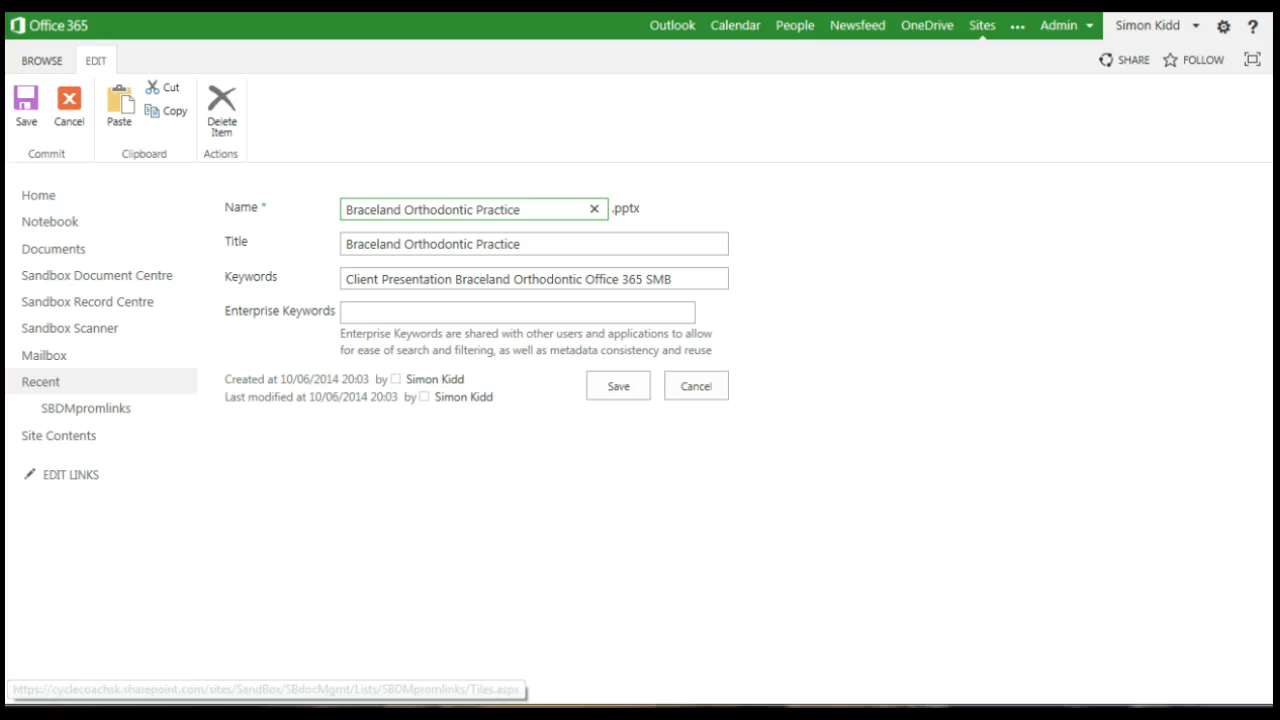 Office 365
Outlook Calendar People Newsfeed OneDrive Sites ... Admin Simon Kidd ?
BROWSE EDIT SHARE FOLLOW
Save Cancel Paste Cut Copy Delete Item
Commit Clipboard Actions
Home
Notebook
Documents
Sandbox Document Centre
Sandbox Record Centre
Sandbox Scanner
Mailbox
Recent
SBDMpromlinks
Site Contents
EDIT LINKS
Name * Braceland Orthodontic Practice .pptx
Title Braceland Orthodontic Practice
Keywords Client Presentation Braceland Orthodontic Office 365 SMB
Enterprise Keywords
Enterprise Keywords are shared with other users and applications to allow
for ease of search and filtering, as well as metadata consistency and reuse
Created at 10/06/2014 20:03 by Simon Kidd
Last modified at 10/06/2014 20:03 by Simon Kidd
Save Cancel
https://cyclecoachsk.sharepoint.com/sites/SandBox/SBdocMgmt/Lists/SBDMpromlinks/Tiles.aspx